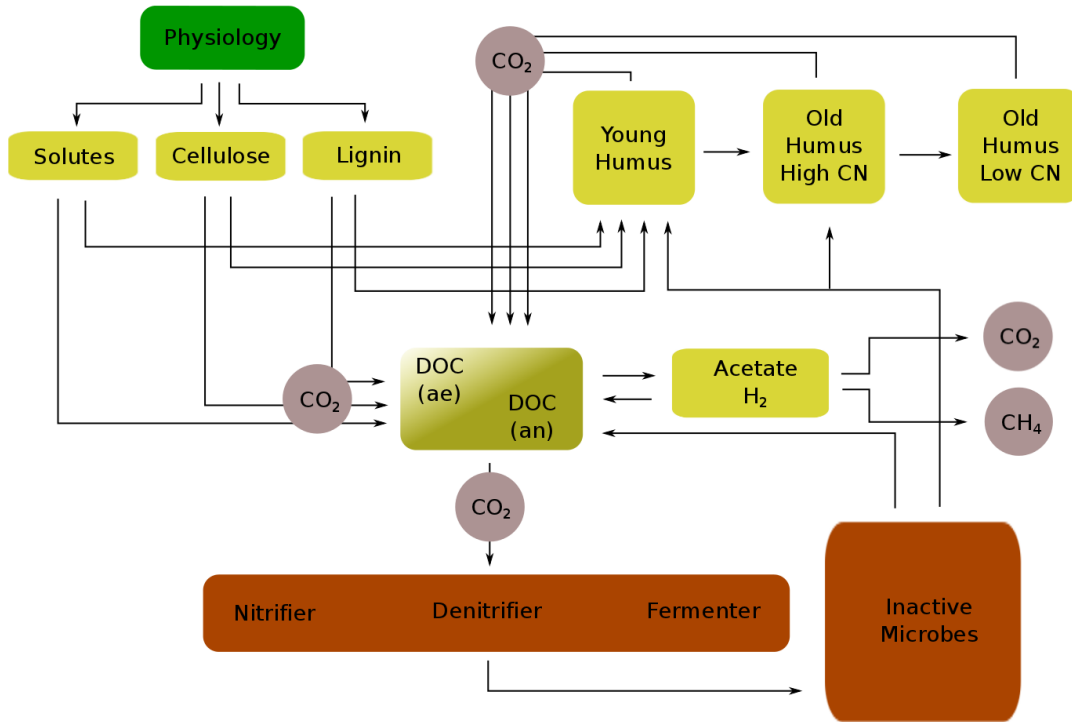 Physiology
CO₂
Solutes
Cellulose
Lignin
Young
Humus
Old
Humus
High CN
Old
Humus
Low CN
DOC
(ae)
DOC
(an)
Acetate
H₂
CO₂
CH₄
CO₂
CO₂
Nitrifier
Denitrifier
Fermenter
Inactive
Microbes